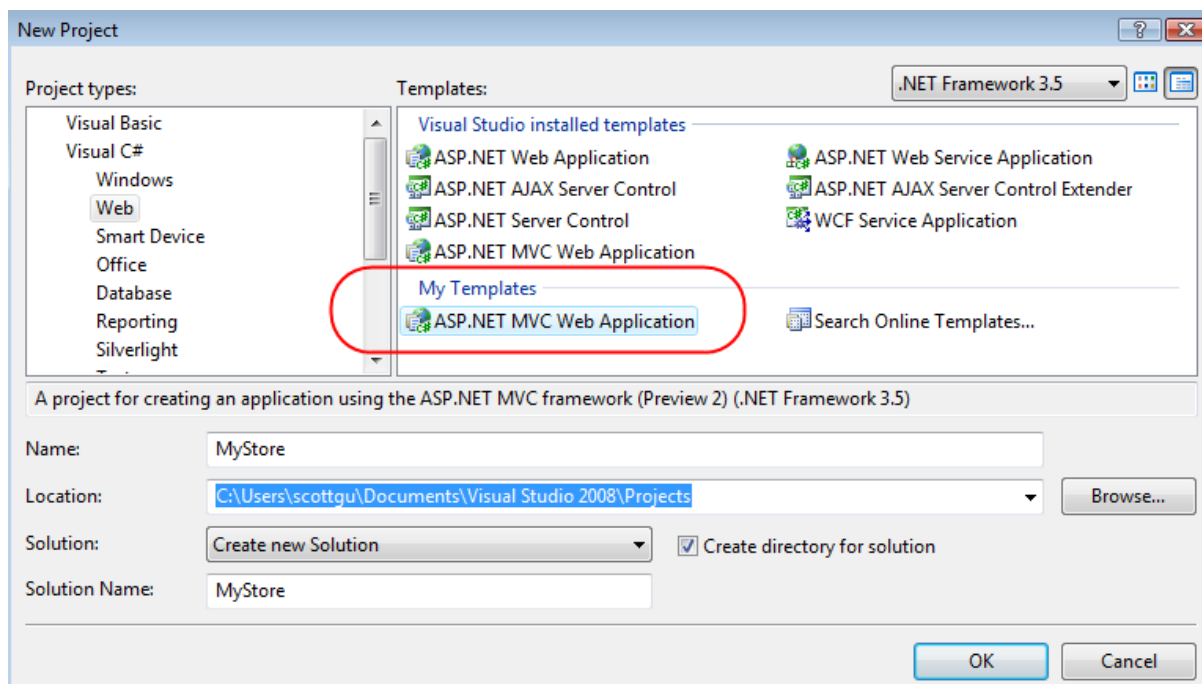 New Project
Project types:
Templates:
.NET Framework 3.5
Visual Basic
Visual C#
Windows
Web
Smart Device
Office
Database
Reporting
Silverlight
Visual Studio installed templates
ASP.NET Web Application
ASP.NET Web Service Application
ASP.NET AJAX Server Control
ASP.NET AJAX Server Control Extender
ASP.NET Server Control
WCF Service Application
ASP.NET MVC Web Application
My Templates
ASP.NET MVC Web Application
Search Online Templates...
A project for creating an application using the ASP.NET MVC framework (Preview 2) (.NET Framework 3.5)
Name:
MyStore
Location:
C:\Users\scottgu\Documents\Visual Studio 2008\Projects
Browse...
Solution:
Create new Solution
Create directory for solution
Solution Name:
MyStore
OK
Cancel